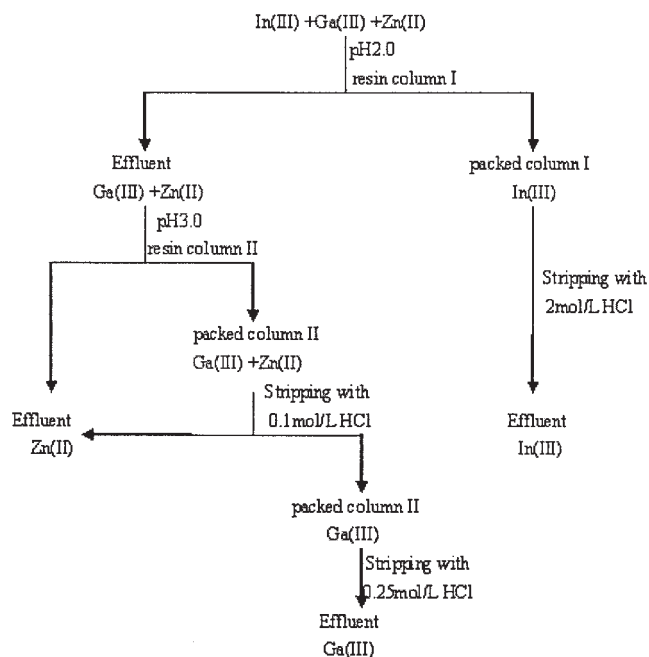 In(III) +Ga(III) +Zn(II)
pH2.0
resin column I
Effluent
Ga(III) +Zn(II)
packed column I
In(III)
pH3.0
resin column II
Stripping with
2mol/L HCl
packed column II
Ga(III) +Zn(II)
Stripping with
0.1mol/L HCl
Effluent
Zn(II)
Effluent
In(III)
packed column II
Ga(III)
Stripping with
0.25mol/L HCl
Effluent
Ga(III)